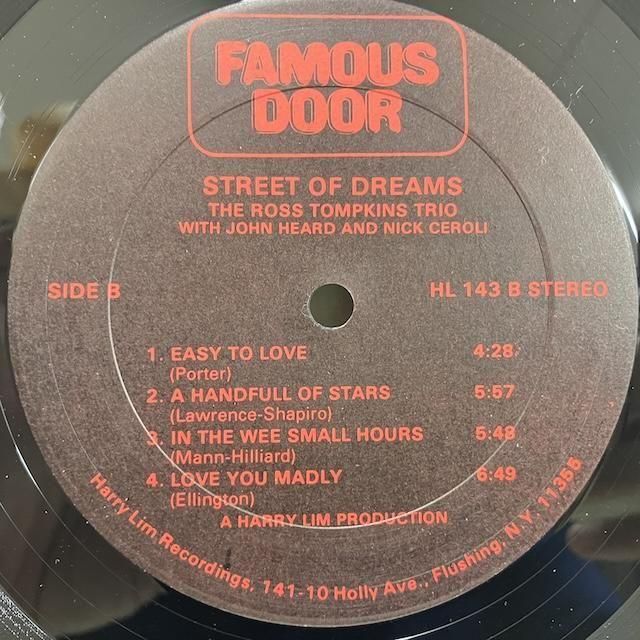 FAMOUS
DOOR
STREET OF DREAMS
THE ROSS TOMPKINS TRIO
WITH JOHN HEARD AND NICK CEROLI
SIDE B
HL 143 B STEREO
1. EASY TO LOVE 4:28
(Porter)
2. A HANDFULL OF STARS 5:57
(Lawrence-Shapiro)
3. IN THE WEE SMALL HOURS 5:48
(Mann-Hilliard)
4. LOVE YOU MADLY 6:49
(Ellington)
A HARRY LIM PRODUCTION
Harry Lim Recordings, 141-10 Holly Ave., Flushing, N.Y. 11355